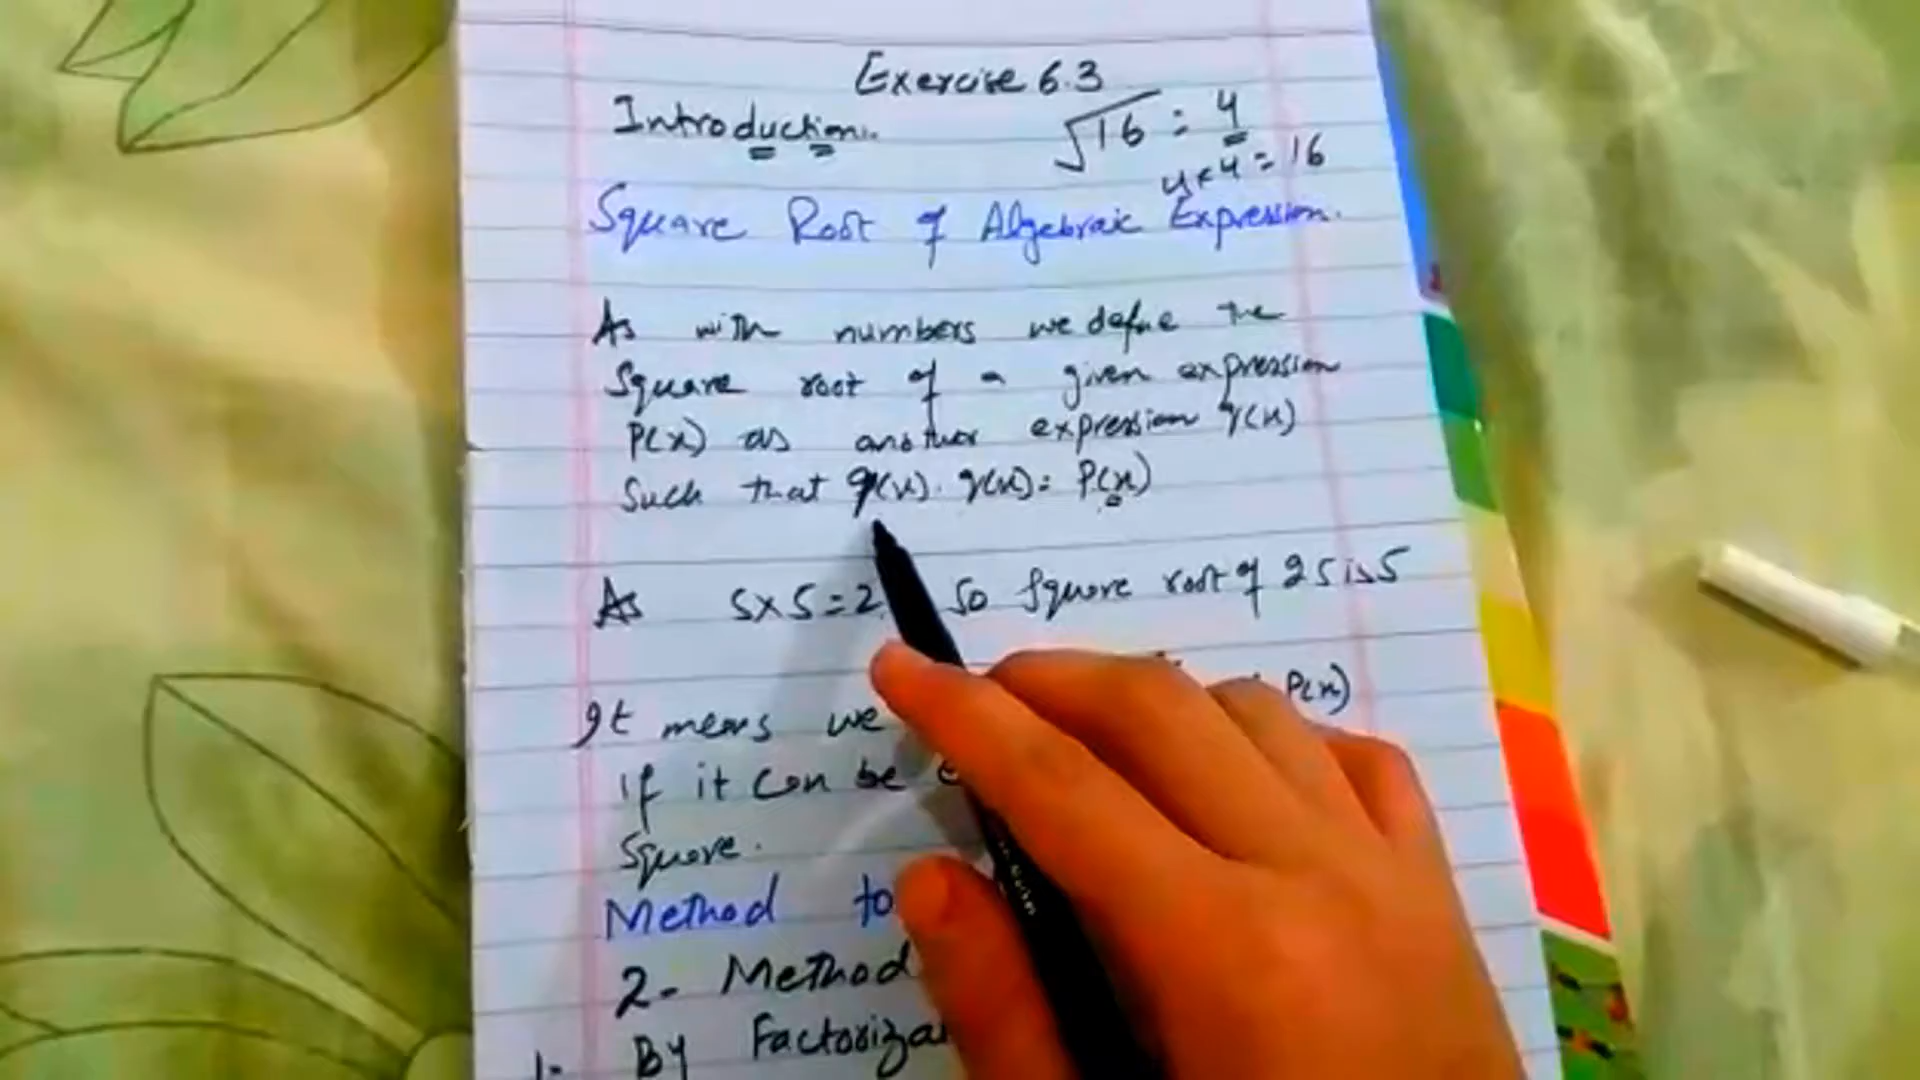 Exercise 6.3
Introduction.
√16 = 4
4×4=16
Square Root of Algebraic Expression.
As with numbers we define the
Square root of a given expression
P(x) as another expression q(x)
Such that q(x). q(x) = P(x)
As 5×5=2 So Square root of 25 is 5
It means we P(x)
If it can be
Square.
Method to
2- Method
1- By Factoriza